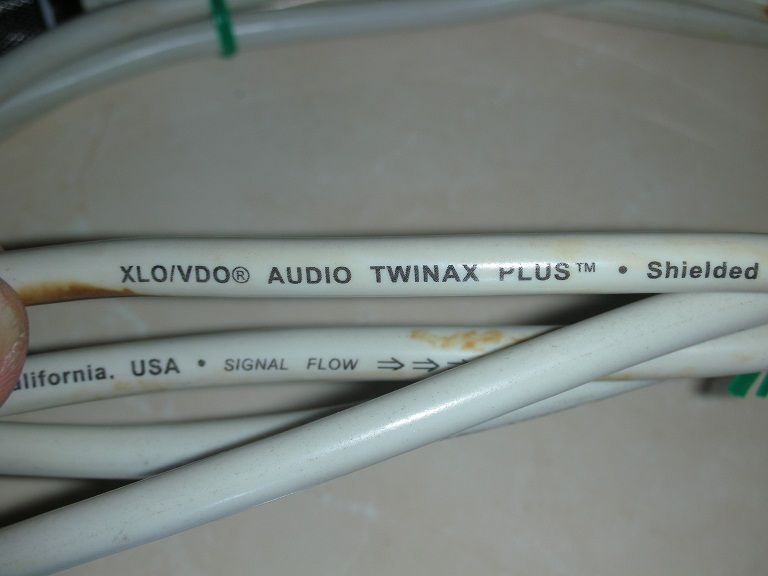 XLO/VDO® AUDIO TWINAX PLUS™ • Shielded
alifornia. USA • SIGNAL FLOW ⇒⇒⇒